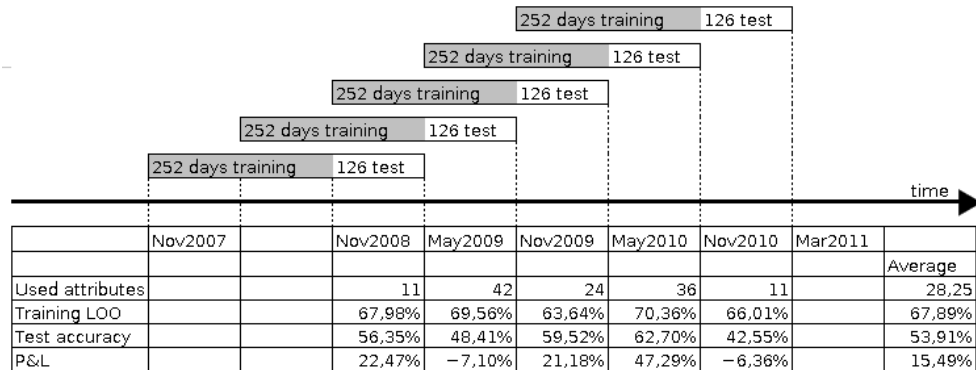 252 days training 126 test
252 days training 126 test
252 days training 126 test
252 days training 126 test
252 days training 126 test
time
Nov2007 Nov2008 May2009 Nov2009 May2010 Nov2010 Mar2011
Average
Used attributes 11 42 24 36 11 28,25
Training LOO 67,98% 69,56% 63,64% 70,36% 66,01% 67,89%
Test accuracy 56,35% 48,41% 59,52% 62,70% 42,55% 53,91%
P&L 22,47% −7,10% 21,18% 47,29% −6,36% 15,49%